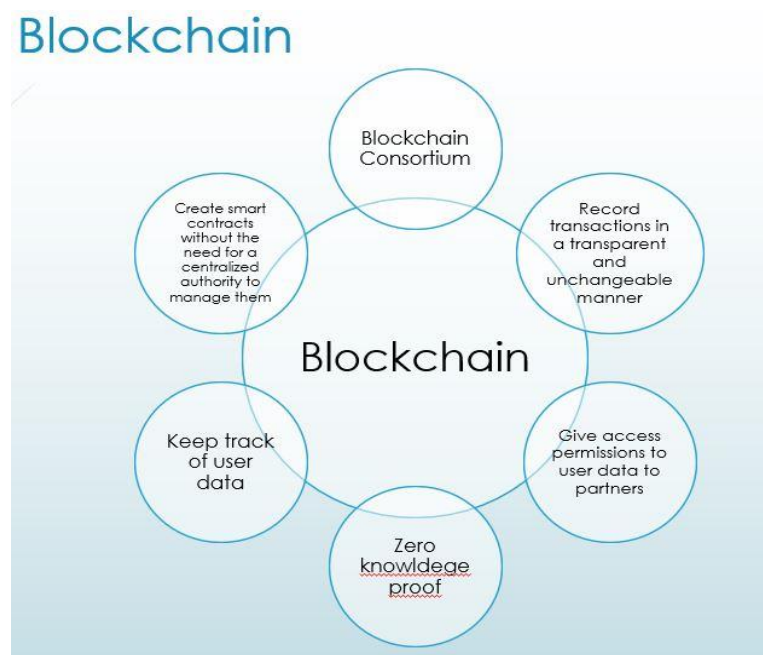 Blockchain
Blockchain
Consortium
Record
transactions in
a transparent
and
unchangeable
manner
Give access
permissions to
user data to
partners
Zero
knowldege
proof
Keep track
of user
data
Create smart
contracts
without the
need for a
centralized
authority to
manage them
Blockchain